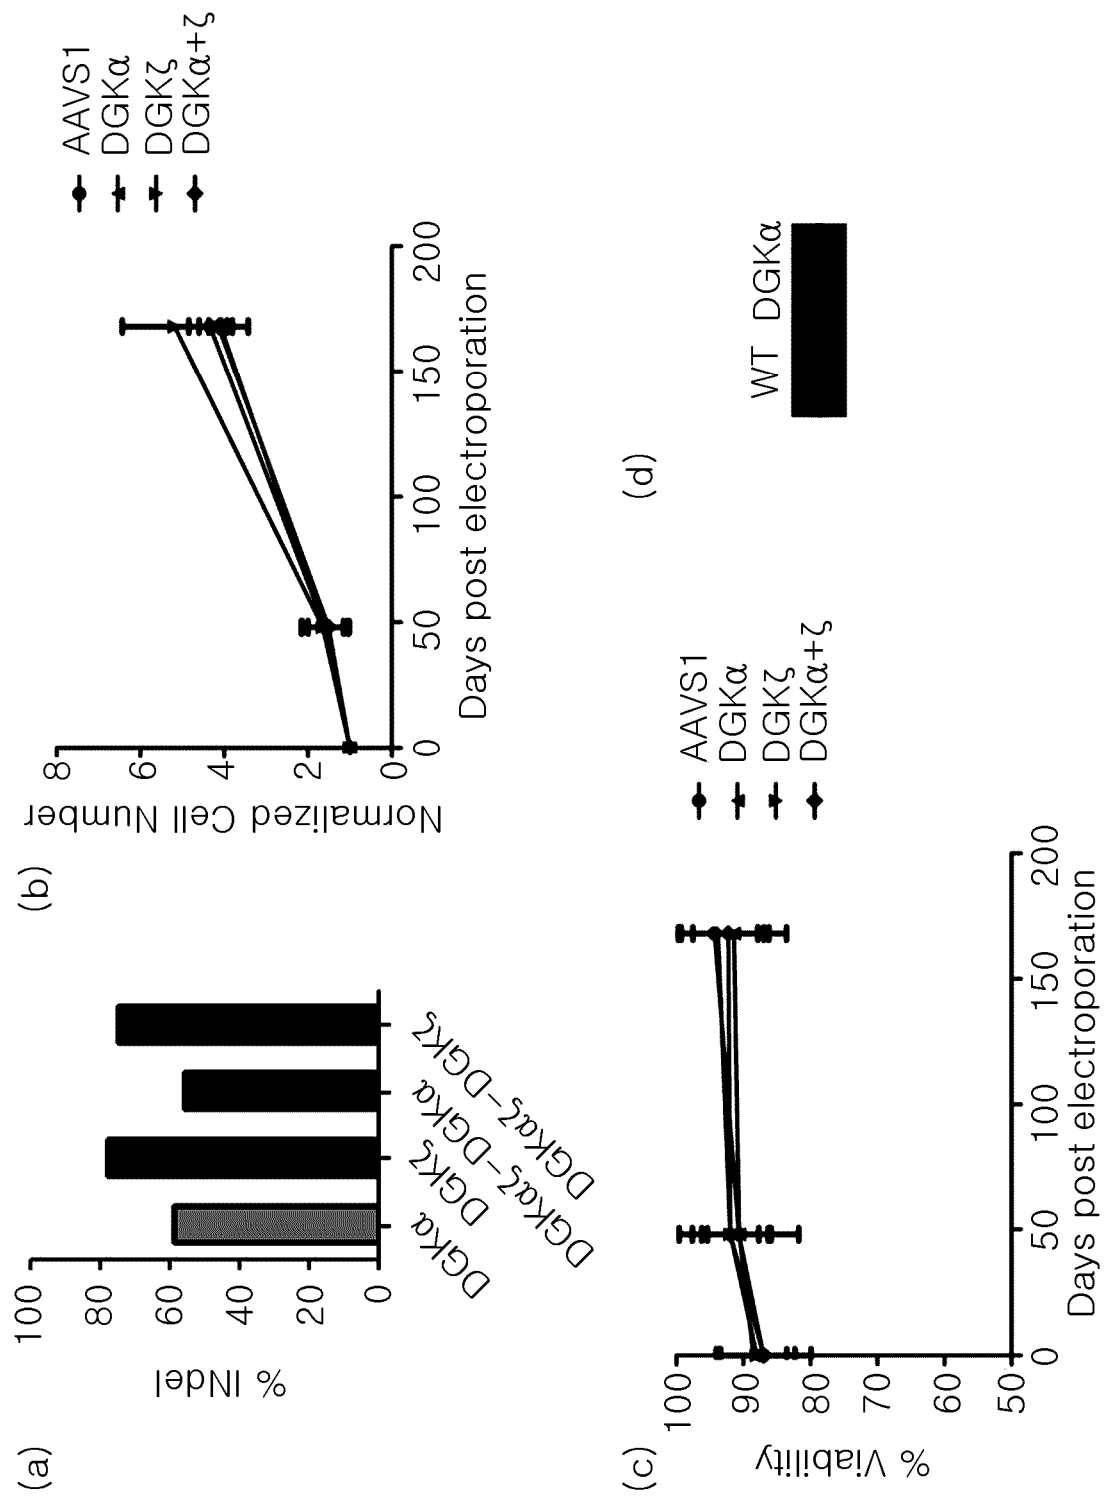 (a)
% INdel
100
80
60
40
20
0
DGKα
DGKζ
DGKαζ-DGKα
DGKαζ-DGKζ
(b)
Normalized Cell Number
8
6
4
2
0
0 50 100 150 200
Days post electroporation
AAVS1
DGKα
DGKζ
DGKα+ζ
(c)
% Viability
100
90
80
70
60
50
0 50 100 150 200
Days post electroporation
AAVS1
DGKα
DGKζ
DGKα+ζ
(d)
WT DGKα